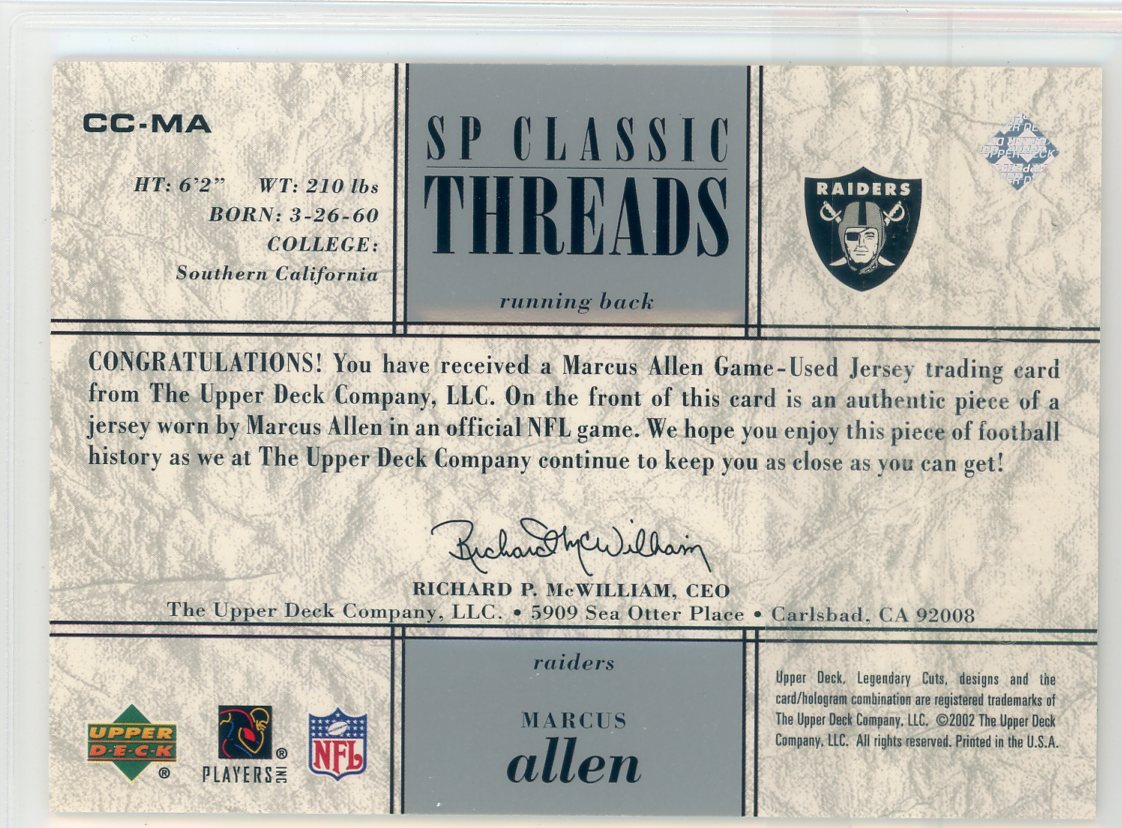 CC-MA
HT: 6'2" WT: 210 lbs
BORN: 3-26-60
COLLEGE:
Southern California
SP CLASSIC
THREADS
running back
RAIDERS
UPPER DECK
CONGRATULATIONS! You have received a Marcus Allen Game-Used Jersey trading card
from The Upper Deck Company, LLC. On the front of this card is an authentic piece of a
jersey worn by Marcus Allen in an official NFL game. We hope you enjoy this piece of football
history as we at The Upper Deck Company continue to keep you as close as you can get!
Richard McWilliam
RICHARD P. McWILLIAM, CEO
The Upper Deck Company, LLC. • 5909 Sea Otter Place • Carlsbad, CA 92008
UPPER
D·E·C·K
®
PLAYERS INC
®
NFL
raiders
MARCUS
allen
Upper Deck, Legendary Cuts, designs and the
card/hologram combination are registered trademarks of
The Upper Deck Company, LLC. ©2002 The Upper Deck
Company, LLC. All rights reserved. Printed in the U.S.A.